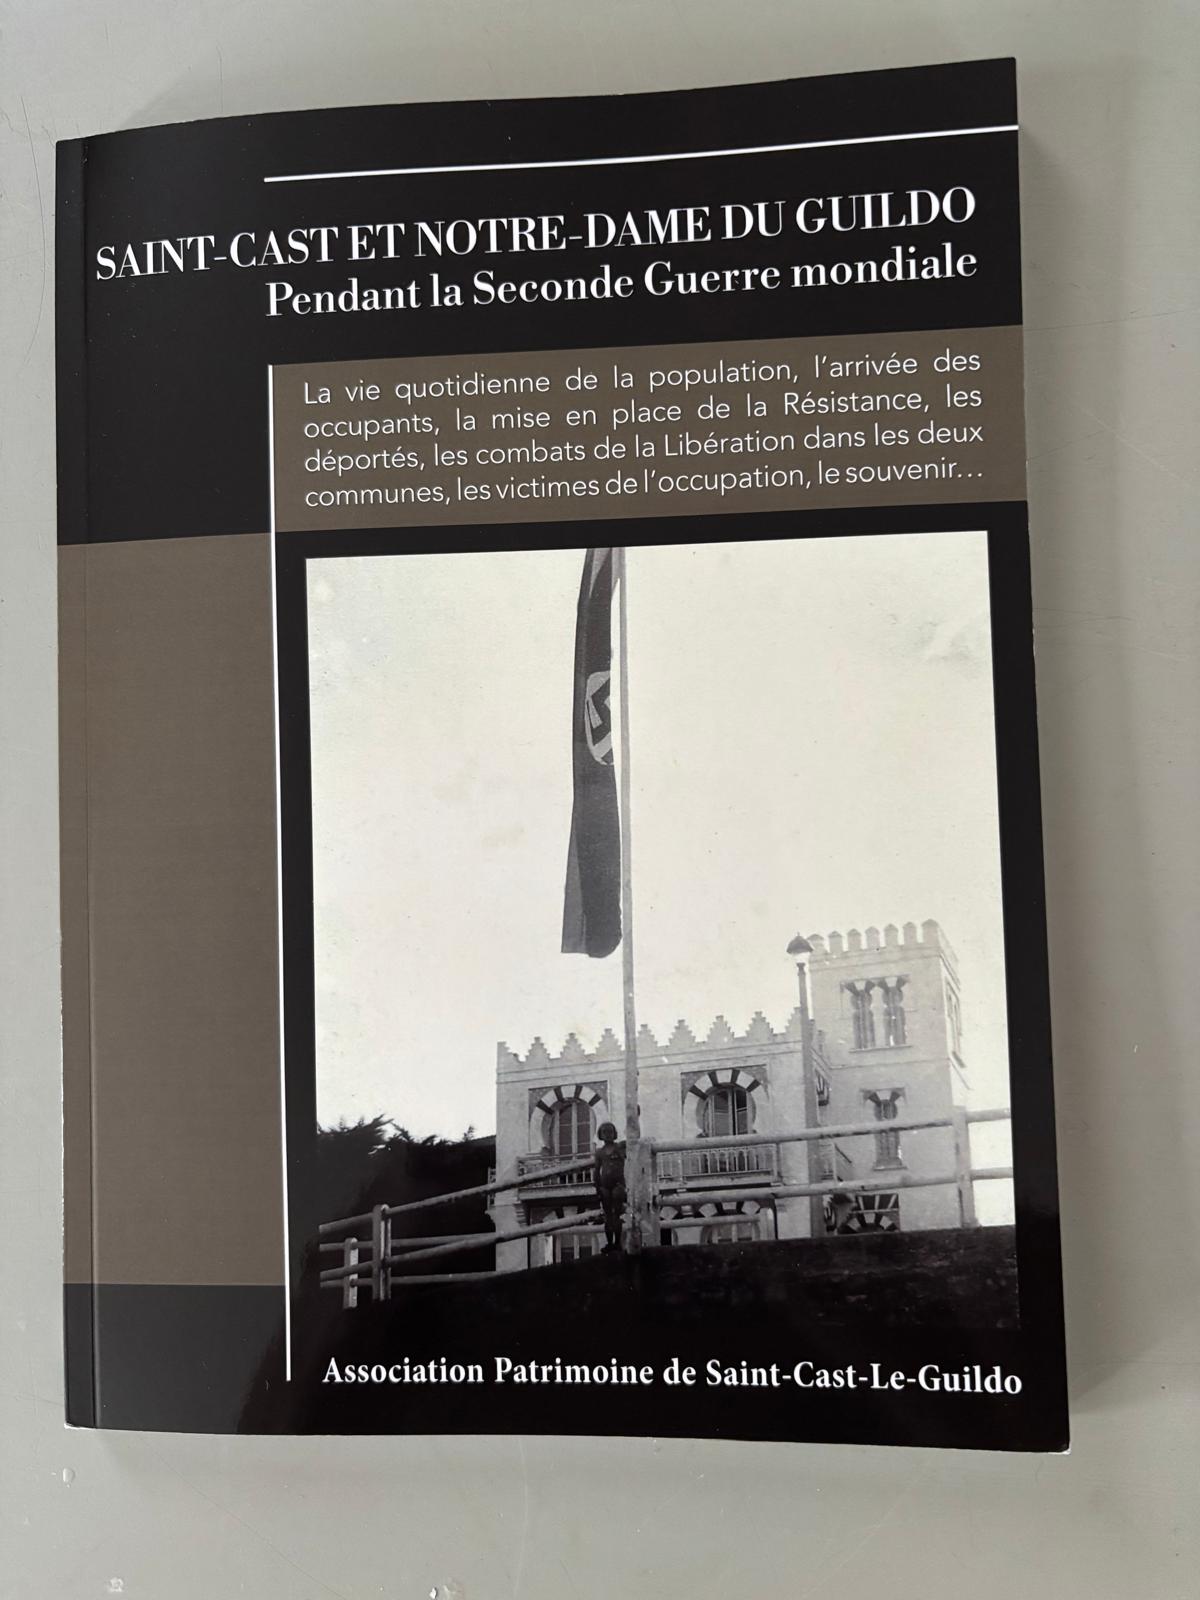 SAINT-CAST ET NOTRE-DAME DU GUILDO
Pendant la Seconde Guerre mondiale
La vie quotidienne de la population, l'arrivée des
occupants, la mise en place de la Résistance, les
déportés, les combats de la Libération dans les deux
communes, les victimes de l'occupation, le souvenir...
Association Patrimoine de Saint-Cast-Le-Guildo